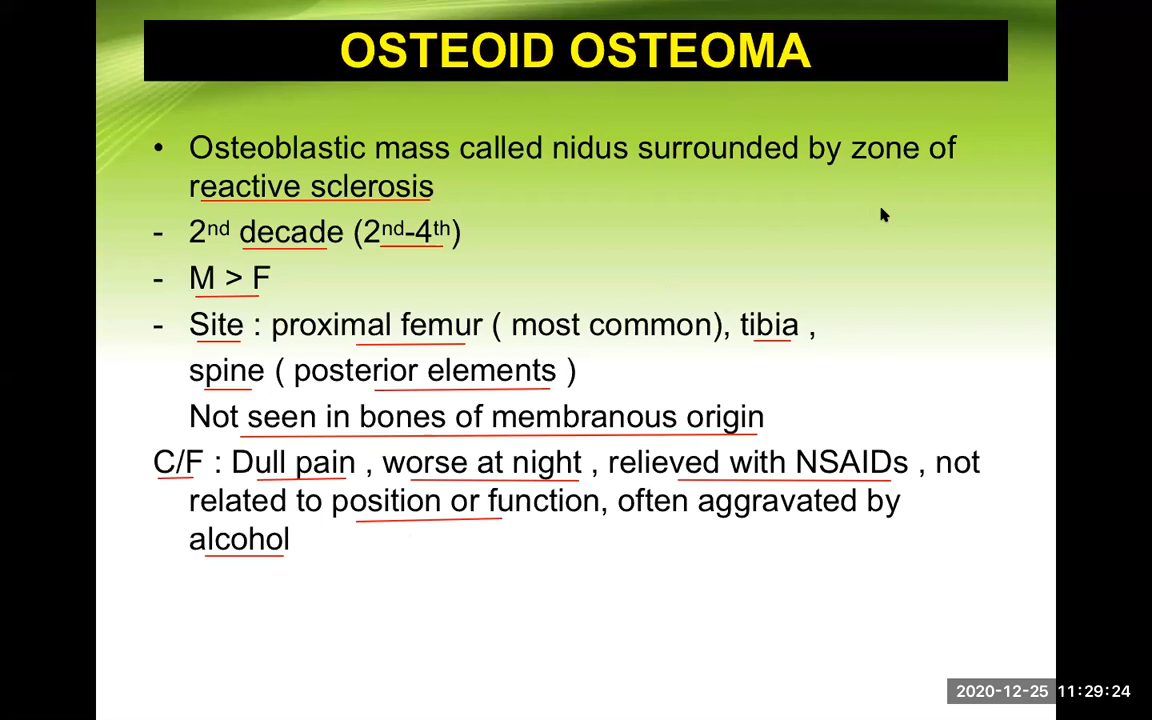 OSTEOID OSTEOMA
• Osteoblastic mass called nidus surrounded by zone of
reactive sclerosis
- 2nd decade (2nd-4th)
- M > F
- Site : proximal femur ( most common), tibia ,
spine ( posterior elements )
Not seen in bones of membranous origin
C/F : Dull pain , worse at night , relieved with NSAIDs , not
related to position or function, often aggravated by
alcohol
2020-12-25 11:29:24